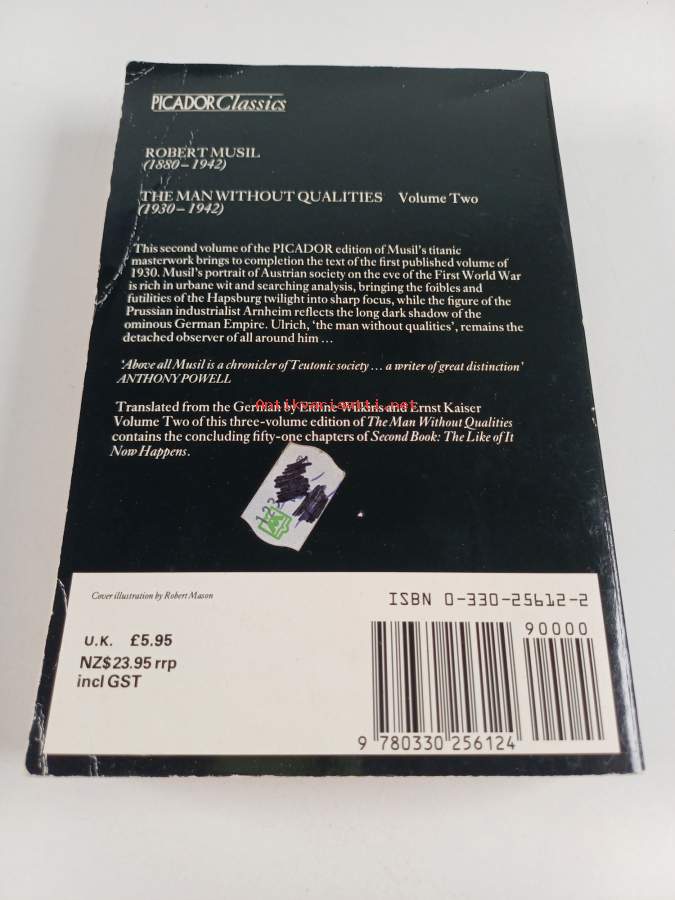 PICADOR Classics
ROBERT MUSIL
(1880–1942)
THE MAN WITHOUT QUALITIES Volume Two
(1930–1942)
This second volume of the PICADOR edition of Musil's titanic
masterwork brings to completion the text of the first published volume of
1930. Musil's portrait of Austrian society on the eve of the First World War
is rich in urbane wit and searching analysis, bringing the foibles and
futilities of the Hapsburg twilight into sharp focus, while the figure of the
Prussian industrialist Arnheim reflects the long dark shadow of the
ominous German Empire. Ulrich, 'the man without qualities', remains the
detached observer of all around him ...
'Above all Musil is a chronicler of Teutonic society ... a writer of great distinction'
ANTHONY POWELL
Antikvariaatti.net
Translated from the German by Eithne Wilkins and Ernst Kaiser
Volume Two of this three-volume edition of The Man Without Qualities
contains the concluding fifty-one chapters of Second Book: The Like of It
Now Happens.
Cover illustration by Robert Mason
ISBN 0-330-25612-2
U.K. £5.95
NZ$23.95 rrp
incl GST
90000
9 780330 256124